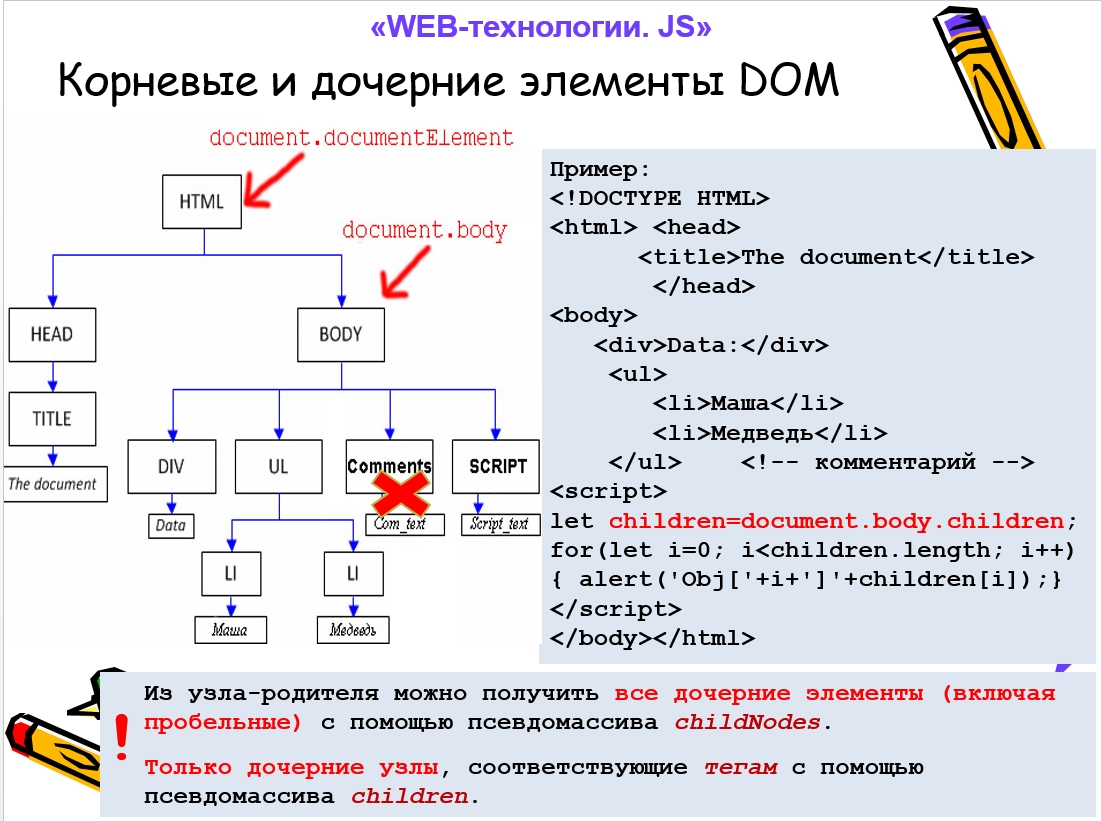 «WEB-технологии. JS»
Корневые и дочерние элементы DOM
document.documentElement
HTML
document.body
HEAD
BODY
TITLE
DIV
UL
Comments
SCRIPT
The document
Data
Com_text
Script_text
LI
LI
Маша
Медведь
Пример:
<!DOCTYPE HTML>
<html> <head>
<title>The document</title>
</head>
<body>
<div>Data:</div>
<ul>
<li>Маша</li>
<li>Медведь</li>
</ul> <!-- комментарий -->
<script>
let children=document.body.children;
for(let i=0; i<children.length; i++)
{ alert('Obj['+i+']'+children[i]);}
</script>
</body></html>
! Из узла-родителя можно получить все дочерние элементы (включая
пробельные) с помощью псевдомассива childNodes.
Только дочерние узлы, соответствующие тегам с помощью
псевдомассива children.